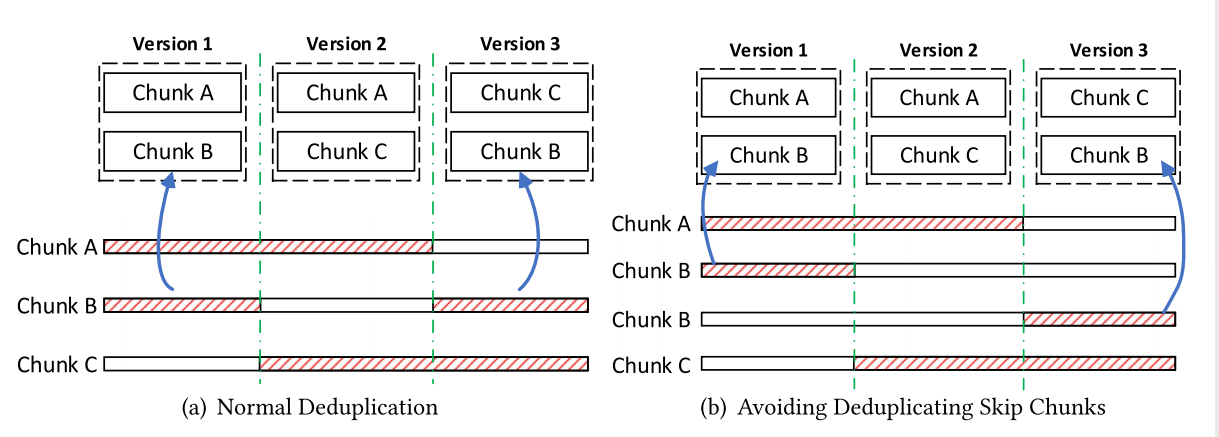 Version 1 Version 2 Version 3
Chunk A Chunk A Chunk C
Chunk B Chunk C Chunk B
Chunk A
Chunk B
Chunk C
(a) Normal Deduplication
Version 1 Version 2 Version 3
Chunk A Chunk A Chunk C
Chunk B Chunk C Chunk B
Chunk A
Chunk B
Chunk B
Chunk C
(b) Avoiding Deduplicating Skip Chunks